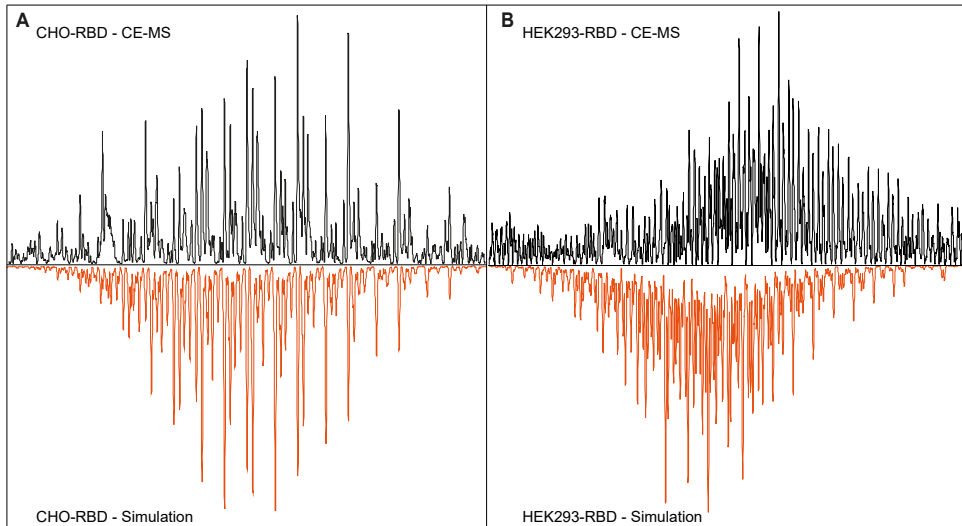 A
CHO-RBD - CE-MS
CHO-RBD - Simulation
B
HEK293-RBD - CE-MS
HEK293-RBD - Simulation